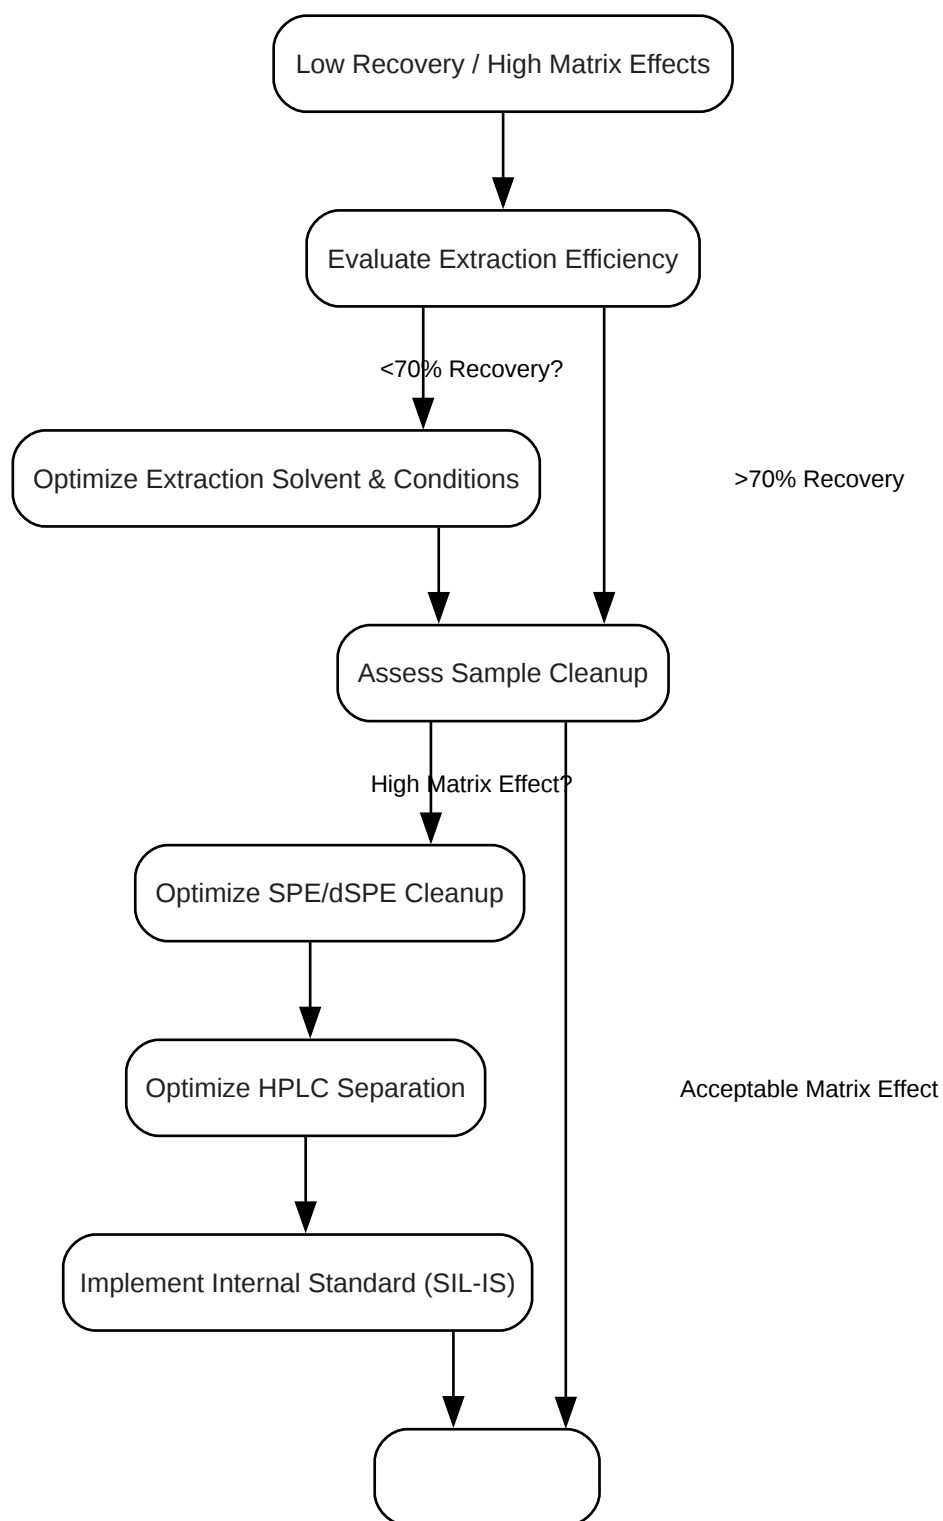 Low Recovery / High Matrix Effects
Evaluate Extraction Efficiency
<70% Recovery?
Optimize Extraction Solvent & Conditions
>70% Recovery
Assess Sample Cleanup
High Matrix Effect?
Optimize SPE/dSPE Cleanup
Optimize HPLC Separation
Acceptable Matrix Effect
Implement Internal Standard (SIL-IS)